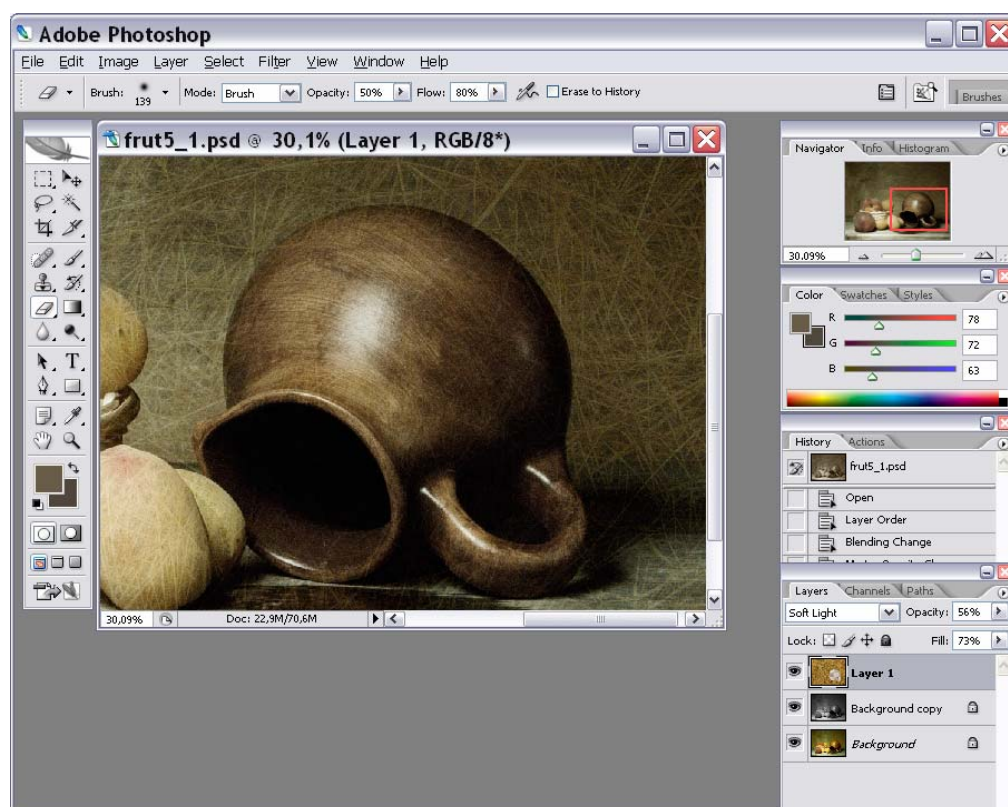 Adobe Photoshop
File Edit Image Layer Select Filter View Window Help
Brush: 139 Mode: Brush Opacity: 50% Flow: 80% Erase to History Brushes
frut5_1.psd @ 30,1% (Layer 1, RGB/8*)
Navigator Info Histogram
30.09%
Color Swatches Styles
R 78
G 72
B 63
History Actions
frut5_1.psd
Open
Layer Order
Blending Change
30,09% Doc: 22,9M/70,6M
Layers Channels Paths
Soft Light Opacity: 56%
Lock: Fill: 73%
Layer 1
Background copy
Background